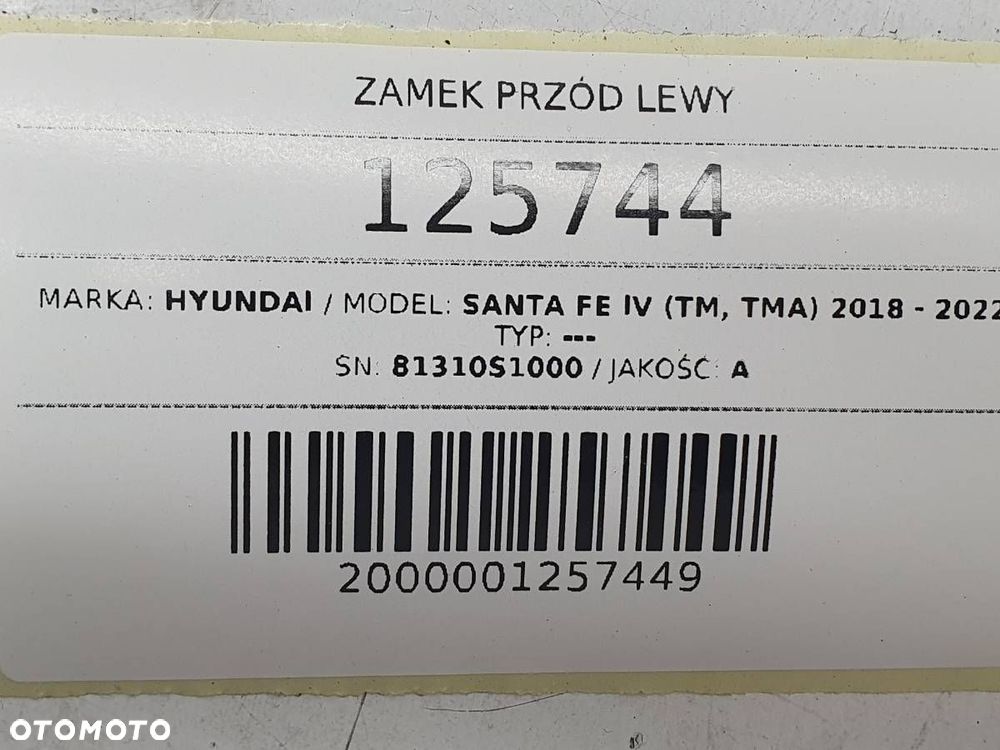 ZAMEK PRZÓD LEWY
125744
MARKA: HYUNDAI / MODEL: SANTA FE IV (TM, TMA) 2018 - 2022
TYP: ---
SN: 81310S1000 / JAKOŚĆ: A
2000001257449
OTOMOTO